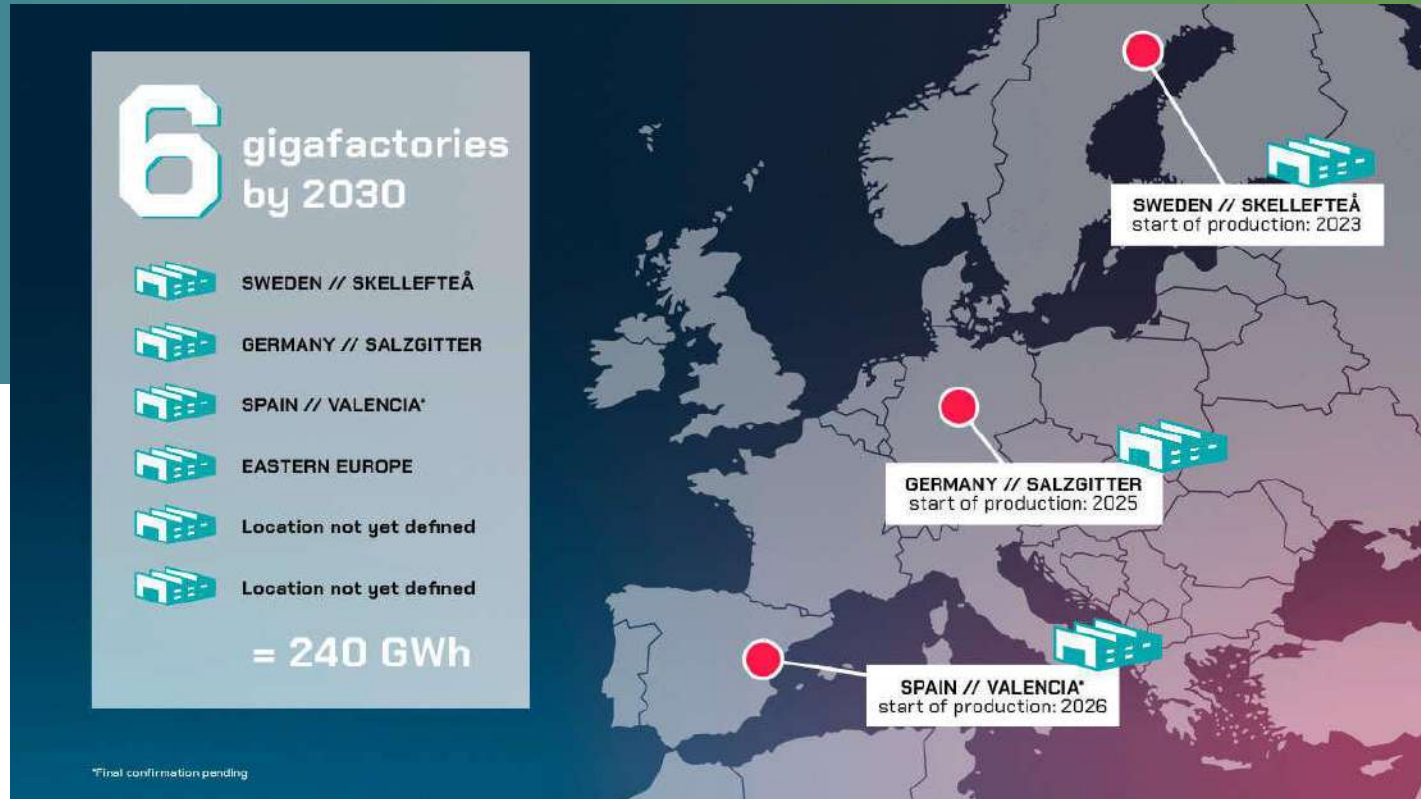 6 gigafactories
by 2030
SWEDEN // SKELLEFTEÅ
GERMANY // SALZGITTER
SPAIN // VALENCIA*
EASTERN EUROPE
Location not yet defined
Location not yet defined
= 240 GWh
*Final confirmation pending
SWEDEN // SKELLEFTEÅ
start of production: 2023
GERMANY // SALZGITTER
start of production: 2025
SPAIN // VALENCIA*
start of production: 2026